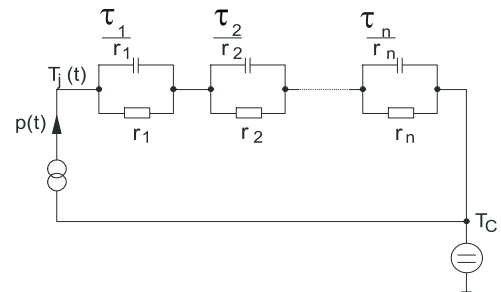 τ1 τ2 τn
r1 r2 rn
Tj (t)
p(t)
r1 r2 rn
TC